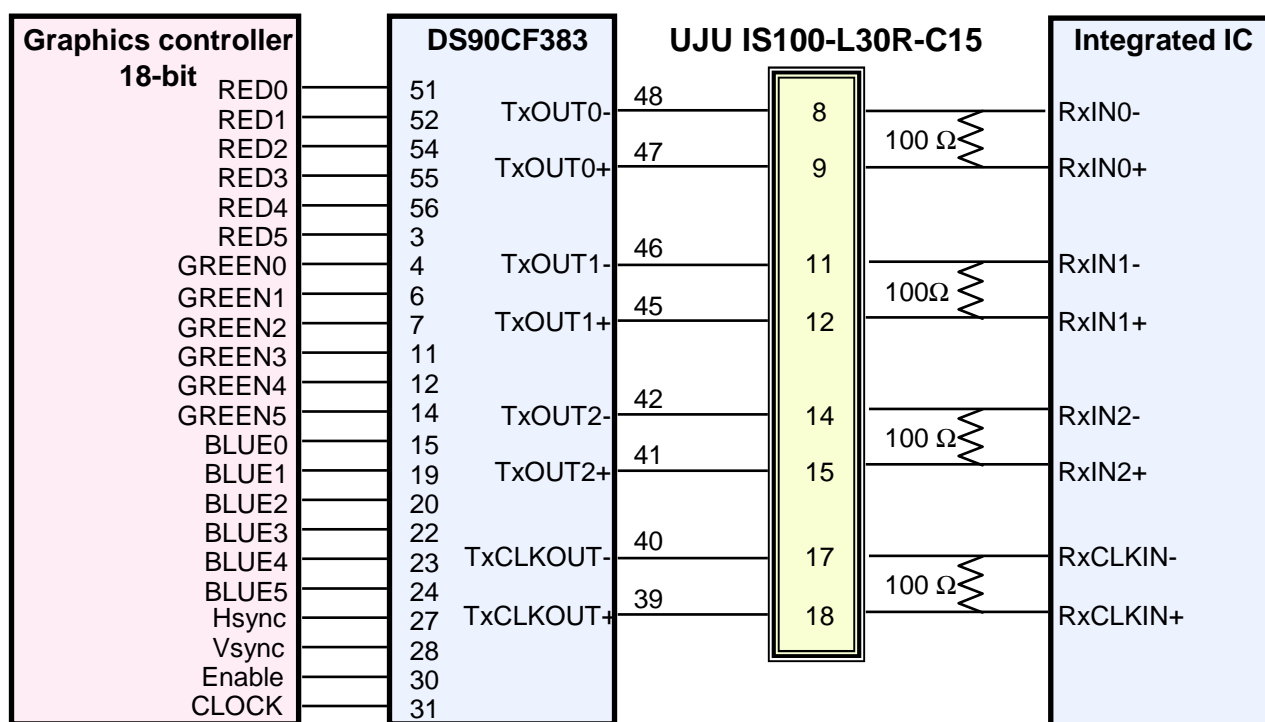 Graphics controller
18-bit
RED0
RED1
RED2
RED3
RED4
RED5
GREEN0
GREEN1
GREEN2
GREEN3
GREEN4
GREEN5
BLUE0
BLUE1
BLUE2
BLUE3
BLUE4
BLUE5
Hsync
Vsync
Enable
CLOCK
DS90CF383
51
52
54
55
56
3
4
6
7
11
12
14
15
19
20
22
23
24
27
28
30
31
TxOUT0-
TxOUT0+
TxOUT1-
TxOUT1+
TxOUT2-
TxOUT2+
TxCLKOUT-
TxCLKOUT+
48
47
46
45
42
41
40
39
UJU IS100-L30R-C15
8
9
11
12
14
15
17
18
100 Ω
100Ω
100 Ω
100 Ω
Integrated IC
RxIN0-
RxIN0+
RxIN1-
RxIN1+
RxIN2-
RxIN2+
RxCLKIN-
RxCLKIN+